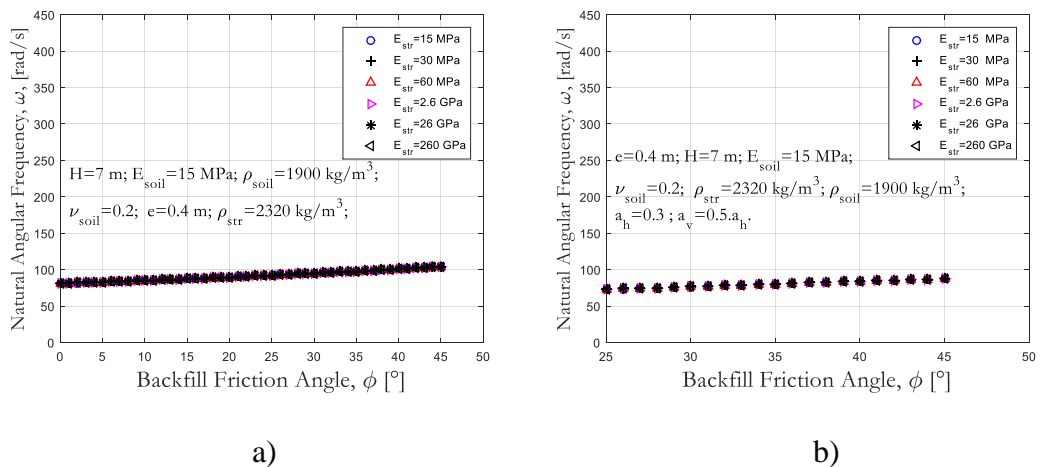 Natural Angular Frequency, ω, [rad/s]
450
400
350
300
250
200
150
100
50
0
E_str=15 MPa
E_str=30 MPa
E_str=60 MPa
E_str=2.6 GPa
E_str=26 GPa
E_str=260 GPa
H=7 m; E_soil=15 MPa; ρ_soil=1900 kg/m³;
ν_soil=0.2; e=0.4 m; ρ_str=2320 kg/m³;
0 5 10 15 20 25 30 35 40 45 50
Backfill Friction Angle, ϕ [°]
a)
Natural Angular Frequency, ω, [rad/s]
450
400
350
300
250
200
150
100
50
0
E_str=15 MPa
E_str=30 MPa
E_str=60 MPa
E_str=2.6 GPa
E_str=26 GPa
E_str=260 GPa
e=0.4 m; H=7 m; E_soil=15 MPa;
ν_soil=0.2; ρ_str=2320 kg/m³; ρ_soil=1900 kg/m³;
a_h=0.3 ; a_v=0.5.a_h.
25 30 35 40 45 50
Backfill Friction Angle, ϕ [°]
b)